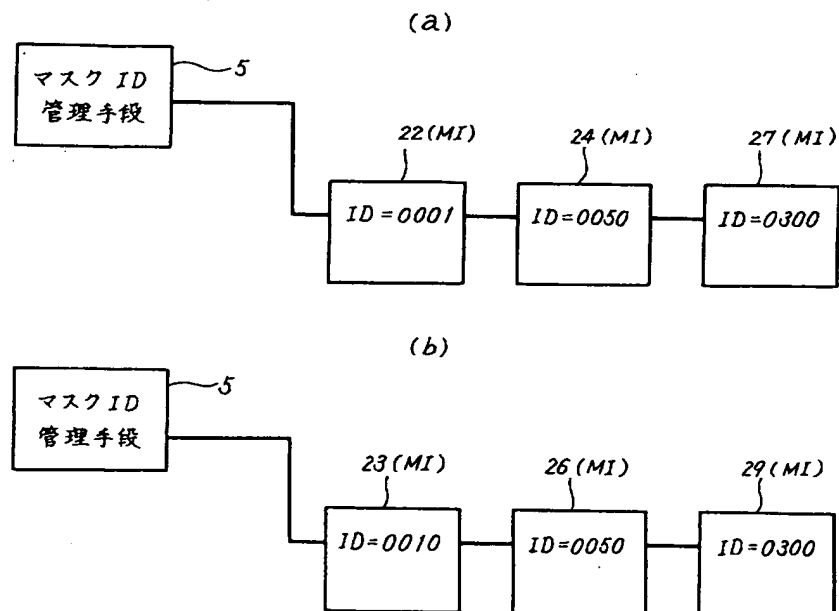 (a)
マスク ID
管理手段
5
22(MI)
24(MI)
27(MI)
ID=0001
ID=0050
ID=0300
(b)
マスク ID
管理手段
5
23(MI)
26(MI)
29(MI)
ID=0010
ID=0050
ID=0300